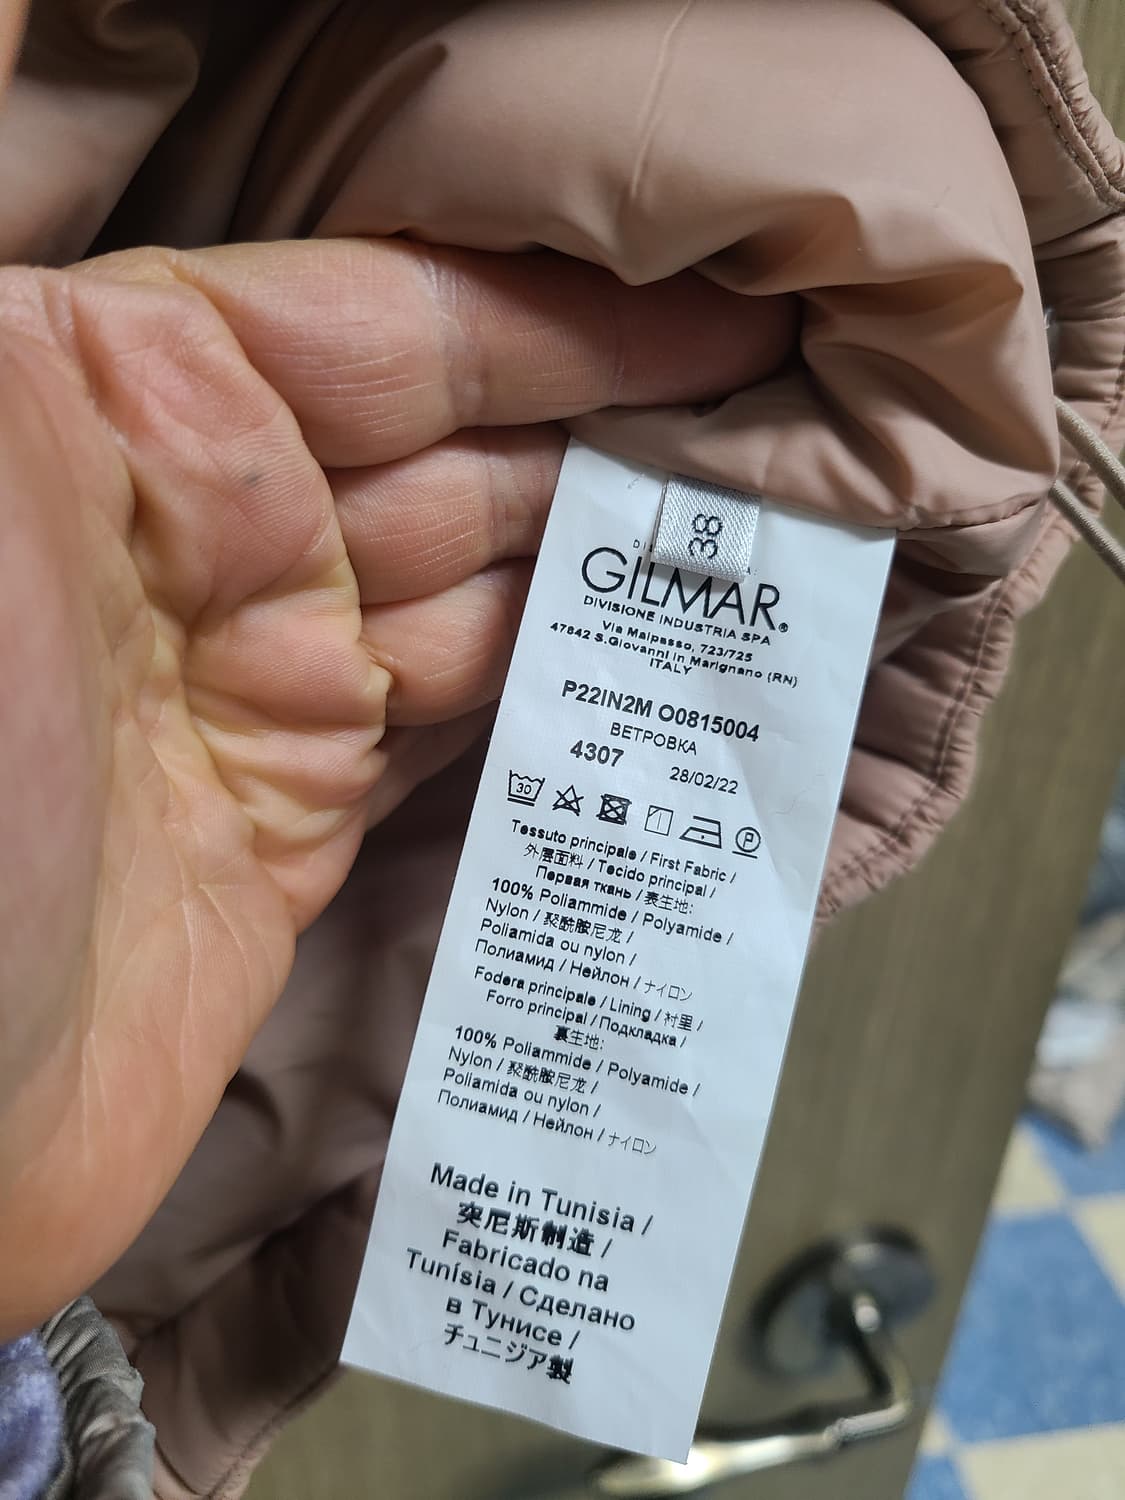 38
GILMAR®
DIVISIONE INDUSTRIA SPA
Via Malpasso, 723/725
47842 S.Giovanni in Marignano (RN)
ITALY
P22IN2M O0815004
ВЕТРОВКА
4307 28/02/22
30 P
Tessuto principale / First Fabric /
外層面料 / Tecido principal /
Первая ткань / 表生地:
100% Poliammide / Polyamide /
Nylon / 聚酰胺尼龙 /
Poliamida ou nylon /
Полиамид / Нейлон / ナイロン
Fodera principale / Lining / 衬里 /
Forro principal / Подкладка /
裏生地:
100% Poliammide / Polyamide /
Nylon / 聚酰胺尼龙 /
Poliamida ou nylon /
Полиамид / Нейлон / ナイロン
Made in Tunisia /
突尼斯制造 /
Fabricado na
Tunísia / Сделано
в Тунисе /
チュニジア製